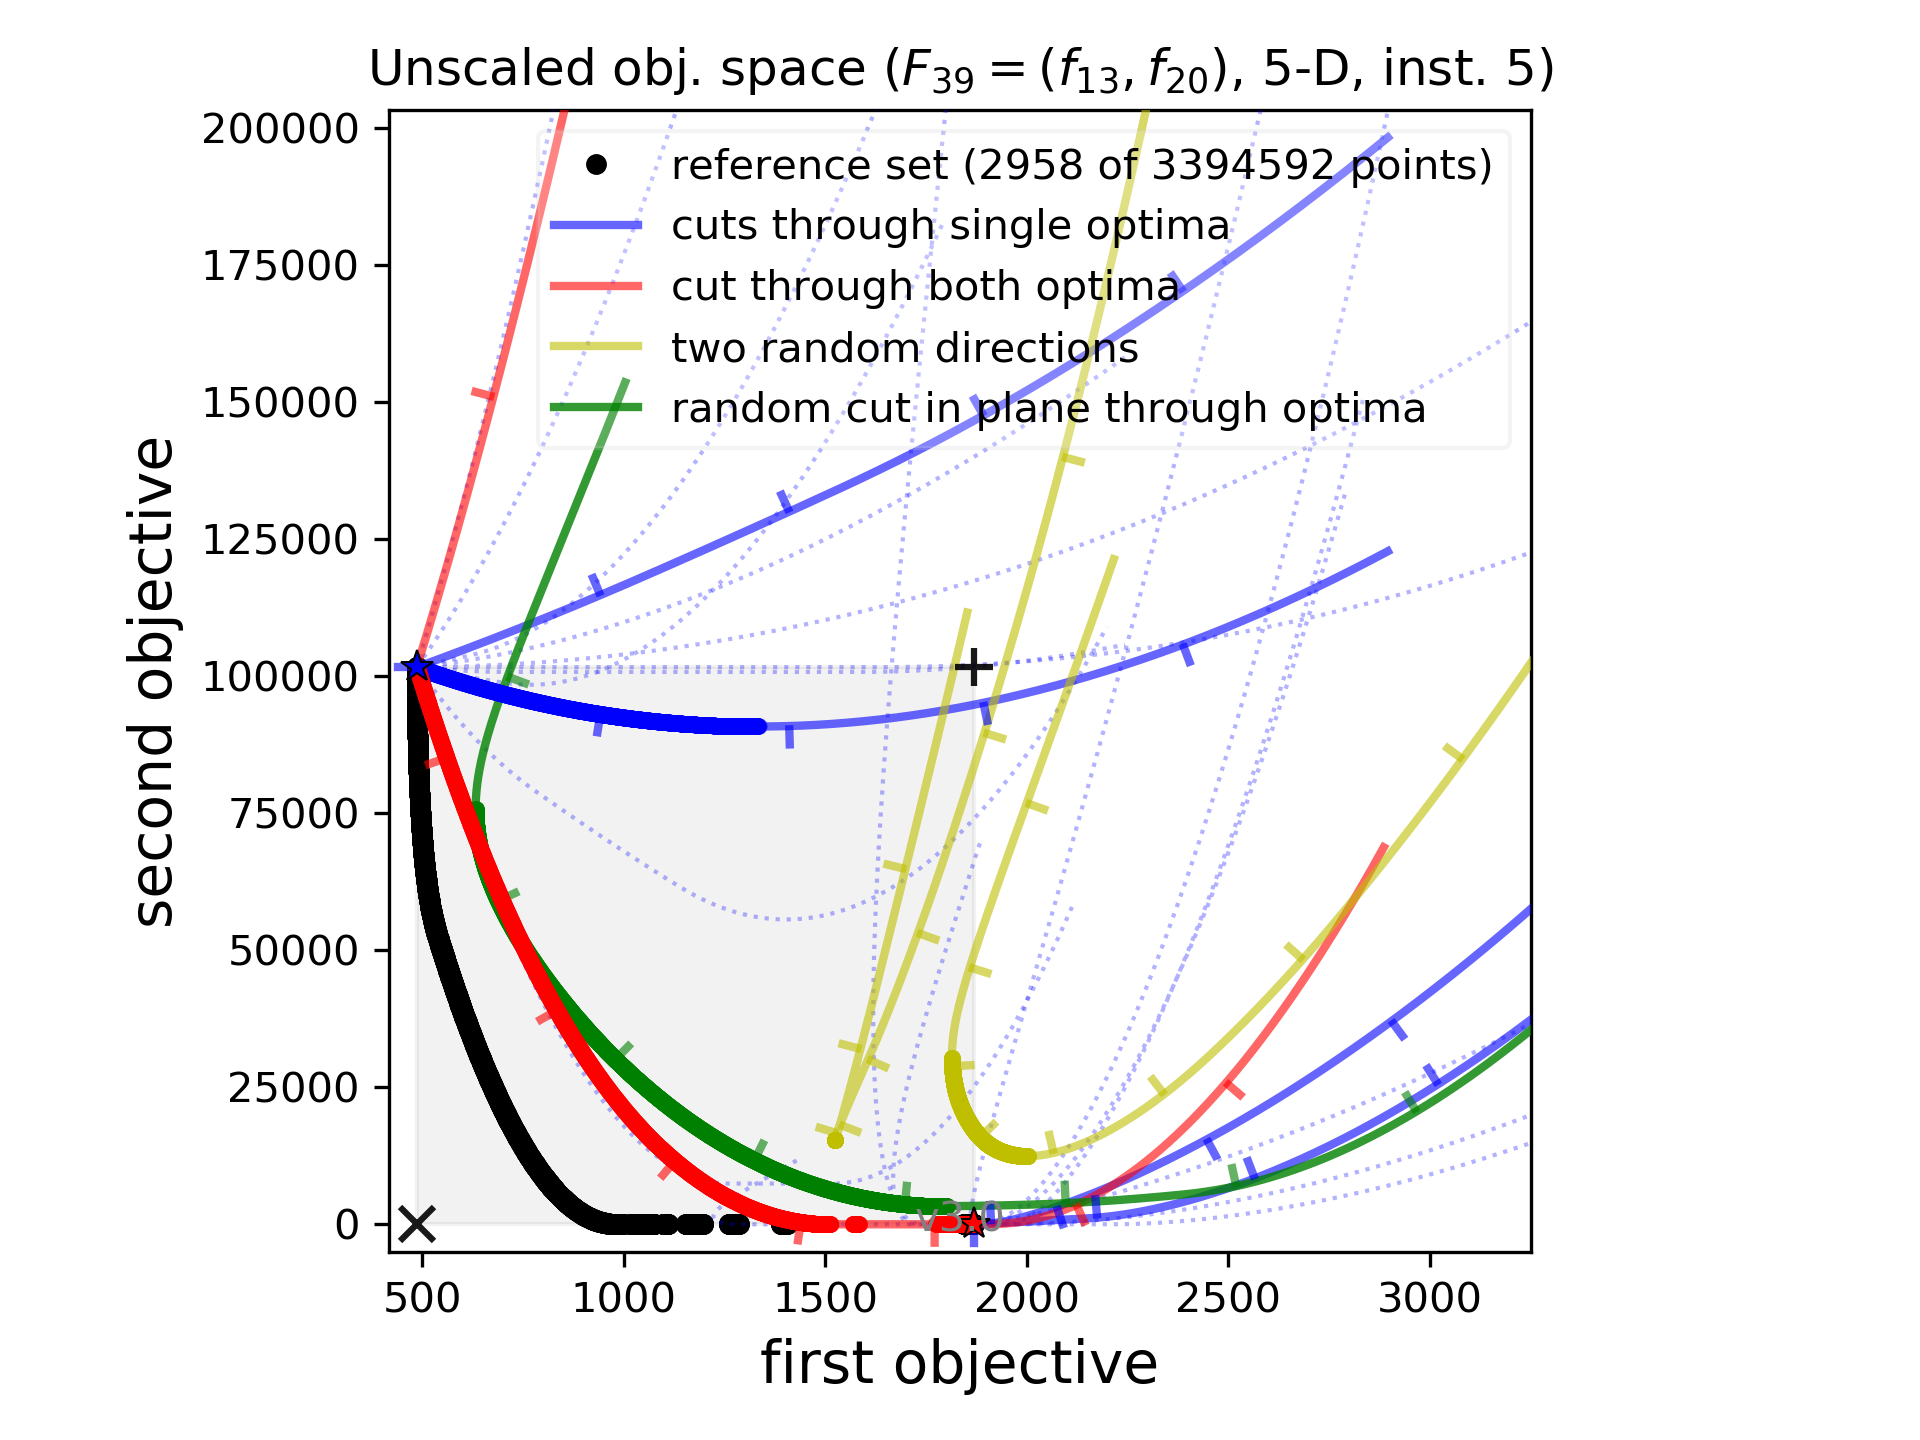 Unscaled obj. space (F₃₉ = (f₁₃, f₂₀), 5-D, inst. 5)
200000
175000
150000
125000
100000
75000
50000
25000
0
second objective
reference set (2958 of 3394592 points)
cuts through single optima
cut through both optima
two random directions
random cut in plane through optima
v3.0
500 1000 1500 2000 2500 3000
first objective